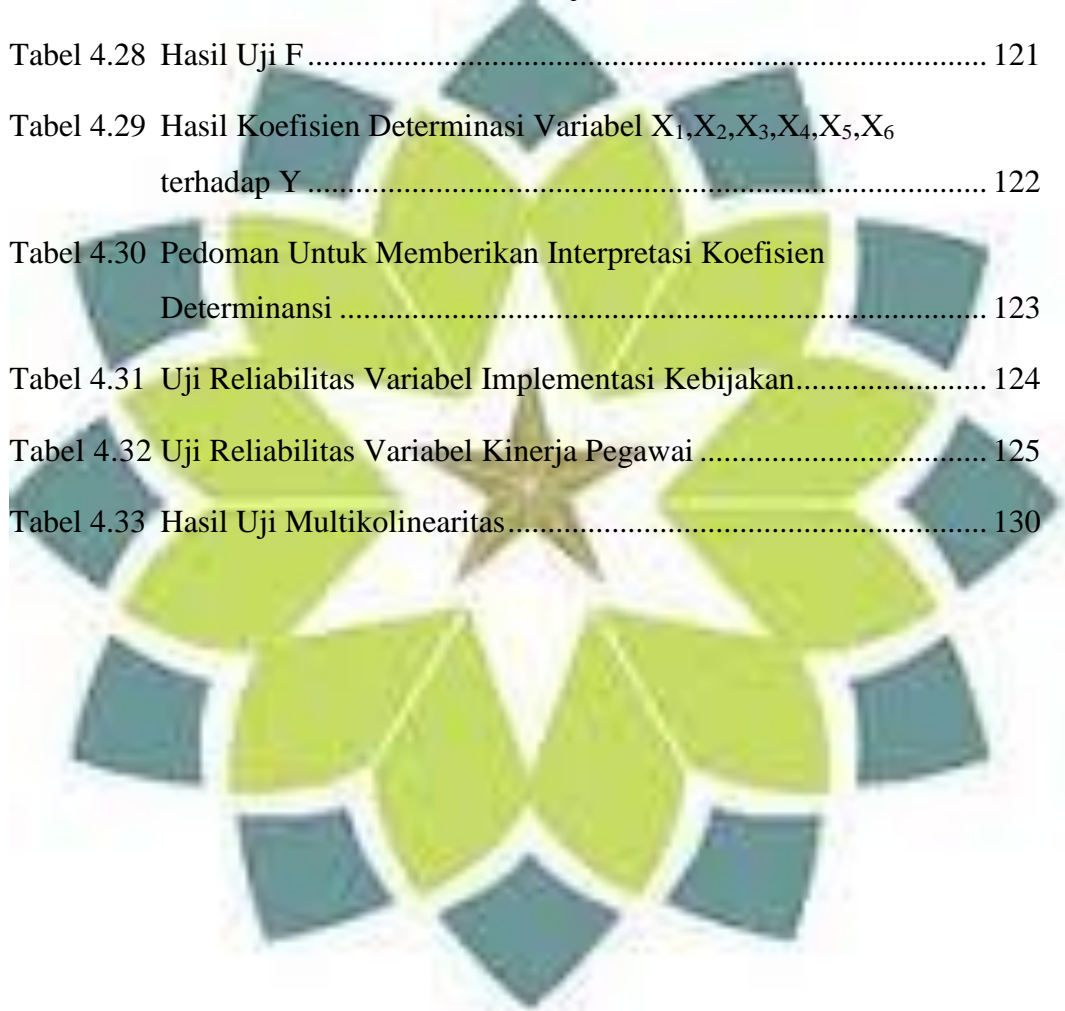 Tabel 4.28 Hasil Uji F ........................................................................................ 121
Tabel 4.29 Hasil Koefisien Determinasi Variabel X₁,X₂,X₃,X₄,X₅,X₆
terhadap Y ........................................................................................ 122
Tabel 4.30 Pedoman Untuk Memberikan Interpretasi Koefisien
Determinansi .................................................................................... 123
Tabel 4.31 Uji Reliabilitas Variabel Implementasi Kebijakan........................ 124
Tabel 4.32 Uji Reliabilitas Variabel Kinerja Pegawai .................................... 125
Tabel 4.33 Hasil Uji Multikolinearitas............................................................ 130